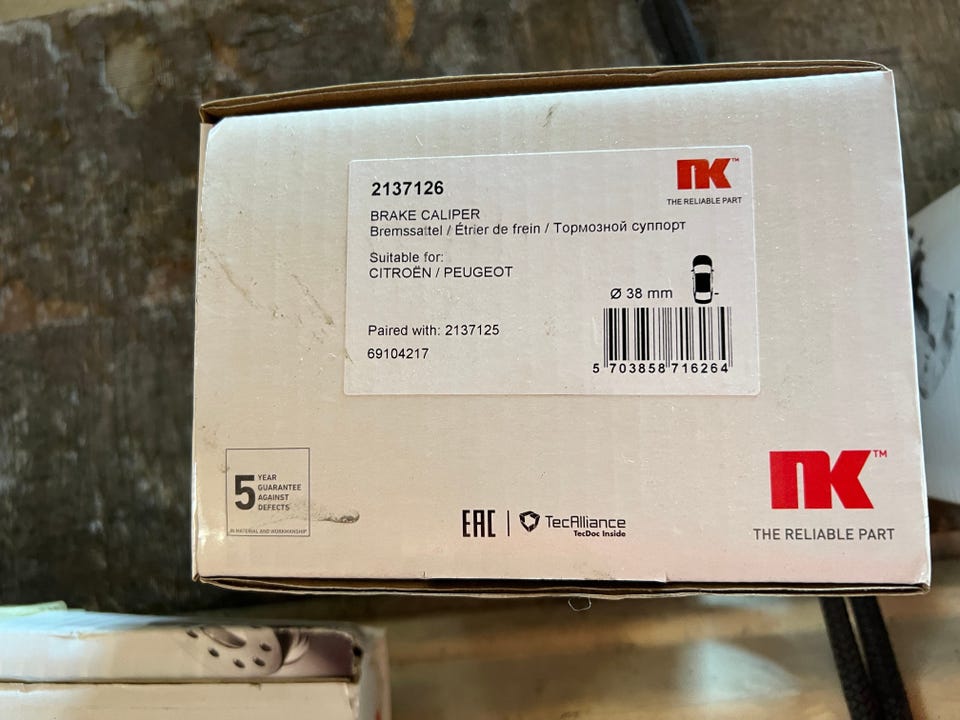 2137126
NK™
THE RELIABLE PART
BRAKE CALIPER
Bremssattel / Étrier de frein / Тормозной суппорт
Suitable for:
CITROËN / PEUGEOT
Ø 38 mm
Paired with: 2137125
69104217
5 703858 716264
5 YEAR
GUARANTEE
AGAINST
DEFECTS
IN MATERIAL AND WORKMANSHIP
EAC
TecAlliance
TecDoc Inside
NK™
THE RELIABLE PART